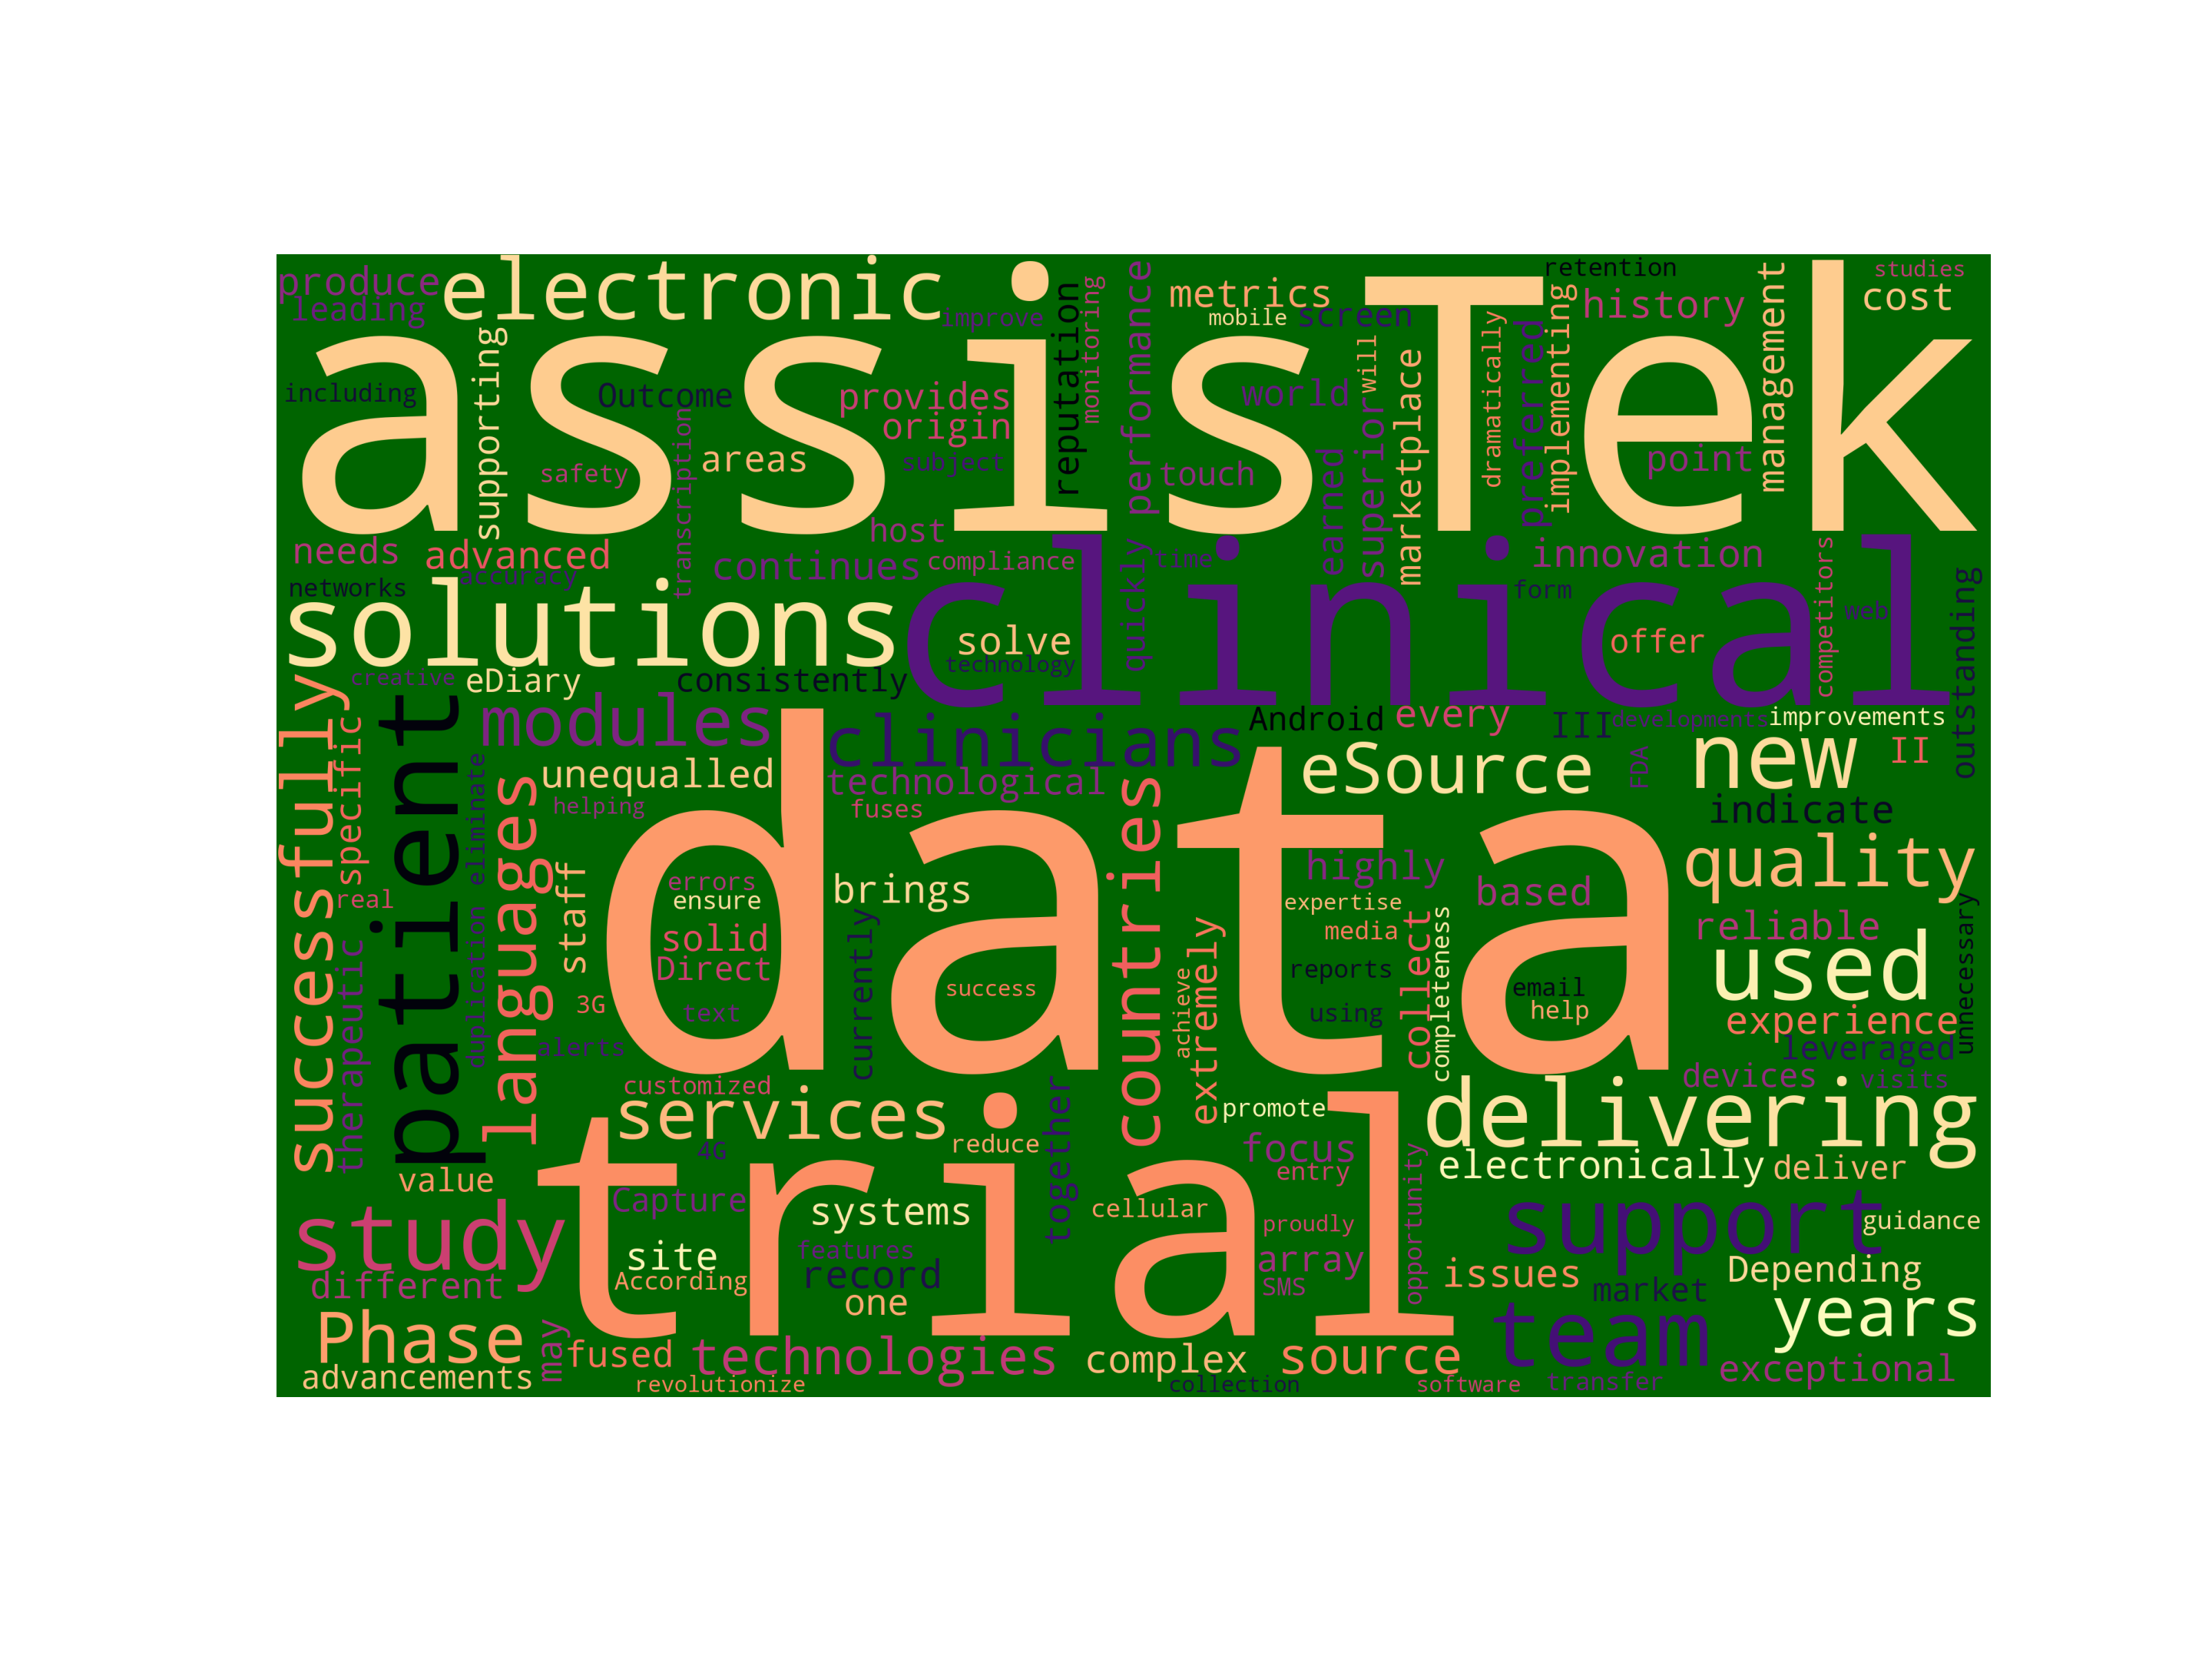 produce
electronic
leading
Improve
monitoring
reputation
performance
metrics
mobile
screen
retention
history
management
studies
cost
assisTek
including
supporting
Outcome
provides
origin
areas
safety
transcription
subject
touch
world
will
earned
superior
marketplace
dramatically
preferred
implementing
point
host
needs
advanced
continues
compliance
time
quickly
innovation
networks
accuracy
solutions
clinical
form
offer
competitors
web
outstanding
solve
technology
creative
eDiary
consistently
successfully
patient
modules
clinicians
Android
every
III
developments
improvements
specific
languages
eliminate
unequalled
technological
countries
eSource
PDA
new
II
helping
fuses
indicate
data
highly
quality
real
staff
errors
ensure
brings
expertise
based
reliable
unnecessary
solid
Direct
currently
extremely
media
collect
completeness
used
therapeutic
duplication
3G
text
success
reports
using
achieve
email
help
experience
alerts
leveraged
customized
devices
visits
services
together
promote
delivering
4G
reduce
focus
entry
opportunity
electronically
deliver
value
trial
Capture
systems
cellular
proudly
support
guidance
study
site
features
According
record
array
SMS
issues
Depending
different
one
market
years
Phase
may
fused
technologies
complex
source
team
exceptional
advancements
revolutionize
collection
software
transfer